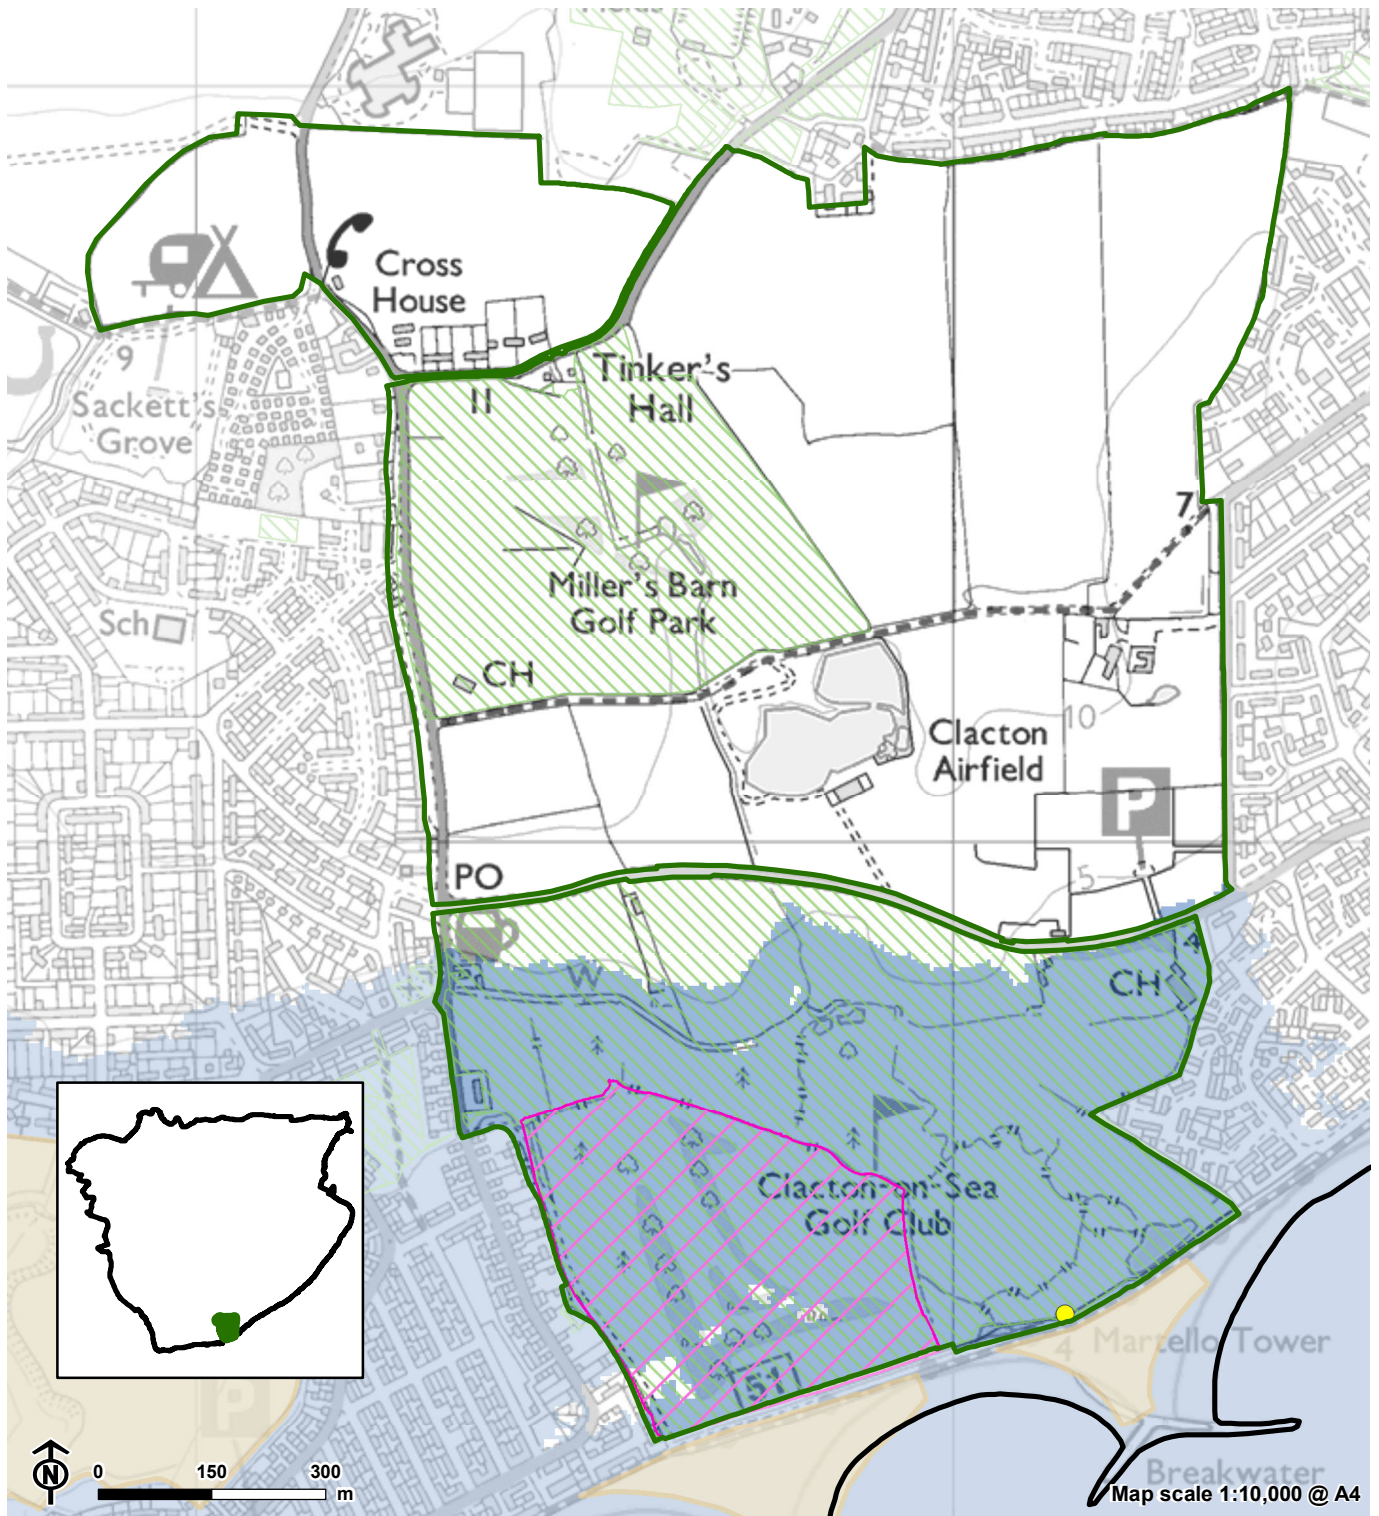 Cross
House
9
Sackett's
Grove
11
Tinker's
Hall
7
Miller's Barn
Golf Park
Sch
CH
10
Clacton
Airfield
P
5
PO
W
CH
Clacton-on-Sea
Golf Club
51
4
Martello Tower
P
Breakwater
N
0 150 300
m
Map scale 1:10,000 @ A4